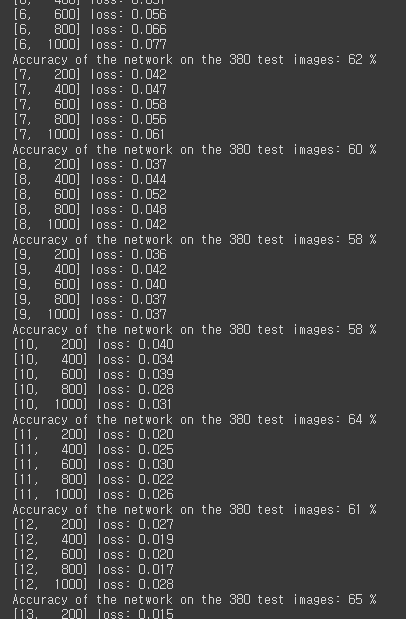 [6,   600] loss: 0.056
[6,   800] loss: 0.066
[6,  1000] loss: 0.077
Accuracy of the network on the 380 test images: 62 %
[7,   200] loss: 0.042
[7,   400] loss: 0.047
[7,   600] loss: 0.058
[7,   800] loss: 0.056
[7,  1000] loss: 0.061
Accuracy of the network on the 380 test images: 60 %
[8,   200] loss: 0.037
[8,   400] loss: 0.044
[8,   600] loss: 0.052
[8,   800] loss: 0.048
[8,  1000] loss: 0.042
Accuracy of the network on the 380 test images: 58 %
[9,   200] loss: 0.036
[9,   400] loss: 0.042
[9,   600] loss: 0.040
[9,   800] loss: 0.037
[9,  1000] loss: 0.037
Accuracy of the network on the 380 test images: 58 %
[10,   200] loss: 0.040
[10,   400] loss: 0.034
[10,   600] loss: 0.039
[10,   800] loss: 0.028
[10,  1000] loss: 0.031
Accuracy of the network on the 380 test images: 64 %
[11,   200] loss: 0.020
[11,   400] loss: 0.025
[11,   600] loss: 0.030
[11,   800] loss: 0.022
[11,  1000] loss: 0.026
Accuracy of the network on the 380 test images: 61 %
[12,   200] loss: 0.027
[12,   400] loss: 0.019
[12,   600] loss: 0.020
[12,   800] loss: 0.017
[12,  1000] loss: 0.028
Accuracy of the network on the 380 test images: 65 %
[13,   200] loss: 0.015